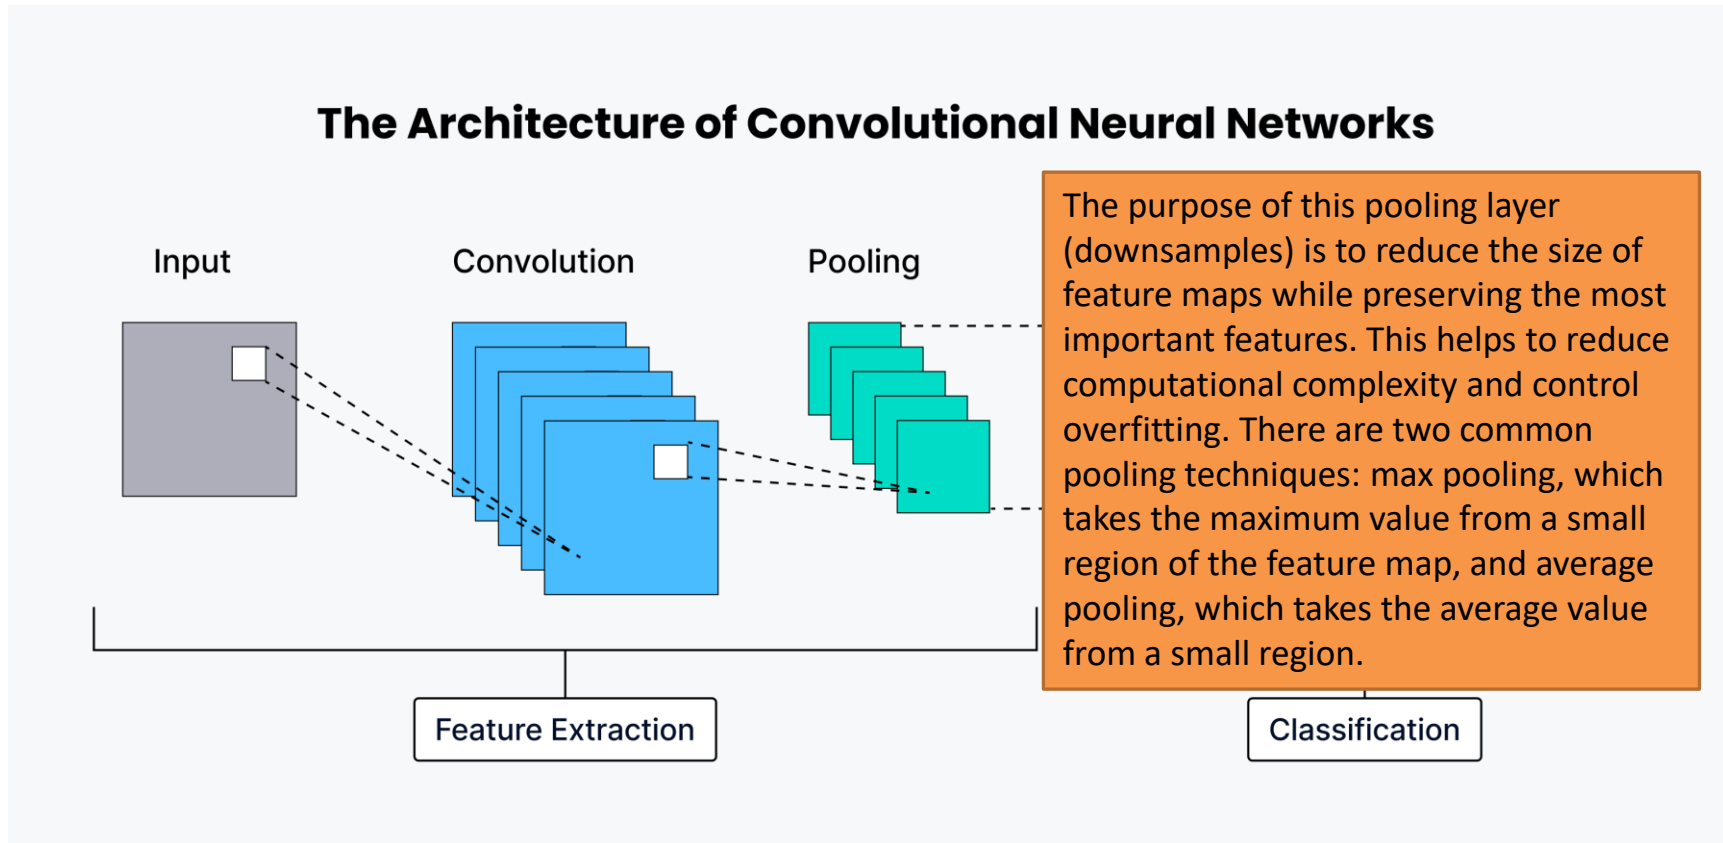 The Architecture of Convolutional Neural Networks
Input
Convolution
Pooling
The purpose of this pooling layer
(downsamples) is to reduce the size of
feature maps while preserving the most
important features. This helps to reduce
computational complexity and control
overfitting. There are two common
pooling techniques: max pooling, which
takes the maximum value from a small
region of the feature map, and average
pooling, which takes the average value
from a small region.
Feature Extraction
Classification